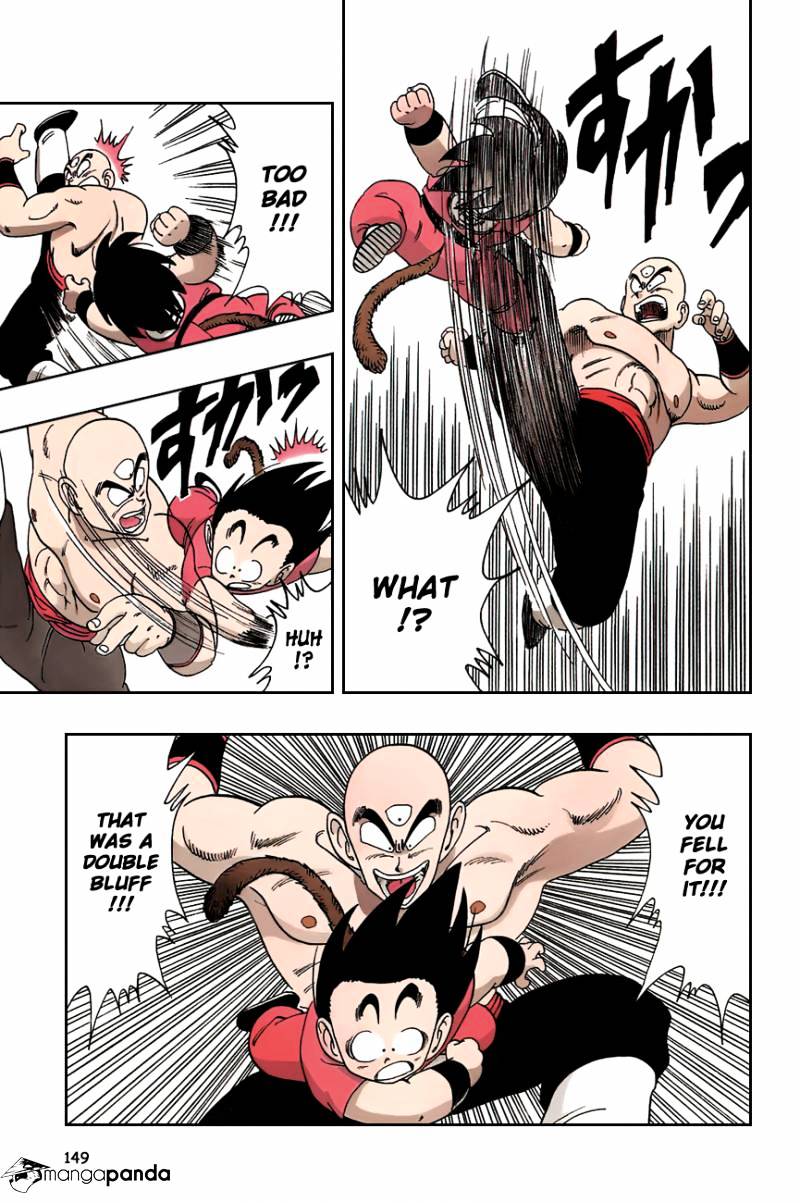 すかっ
WHAT
!?
TOO
BAD
!!!
すかっ
HUH
!?
YOU
FELL
FOR
IT!!!
THAT
WAS A
DOUBLE
BLUFF
!!!
149
mangapanda